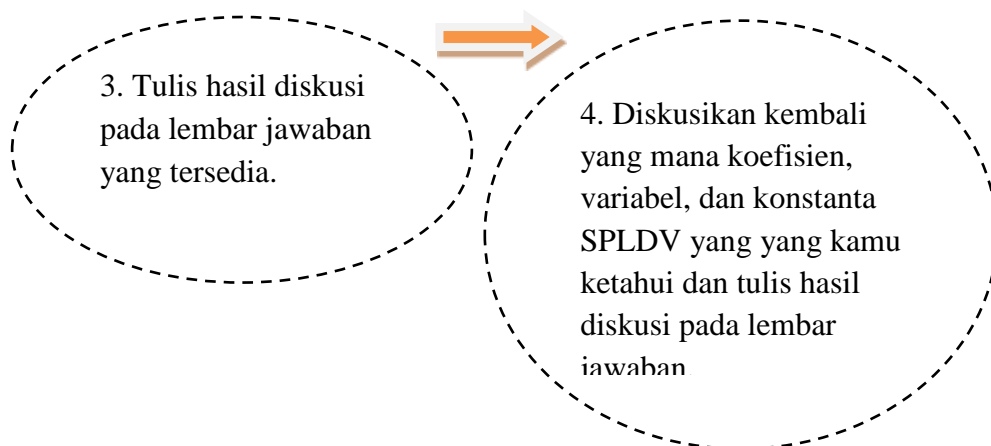 3. Tulis hasil diskusi
pada lembar jawaban
yang tersedia.
4. Diskusikan kembali
yang mana koefisien,
variabel, dan konstanta
SPLDV yang yang kamu
ketahui dan tulis hasil
diskusi pada lembar
jawaban.